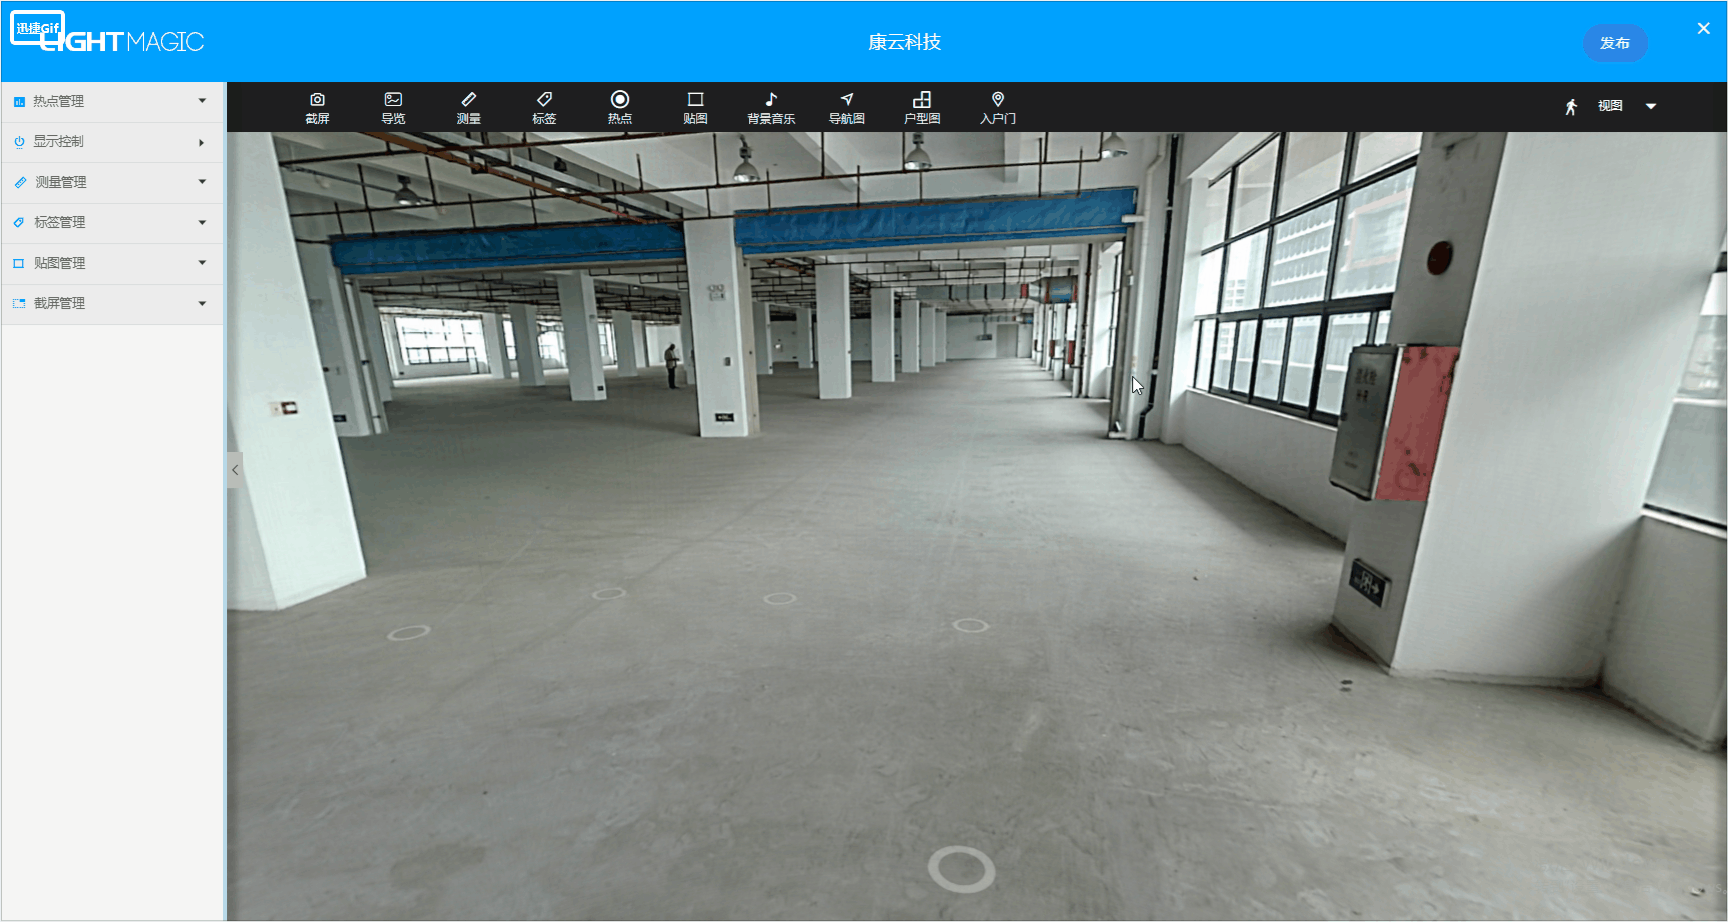 迅捷Gif
LIGHTMAGIC
康云科技
发布
热点管理
显示控制
测量管理
标签管理
贴图管理
截屏管理
截屏
导览
测量
标签
热点
贴图
背景音乐
导航图
户型图
入户门
视图